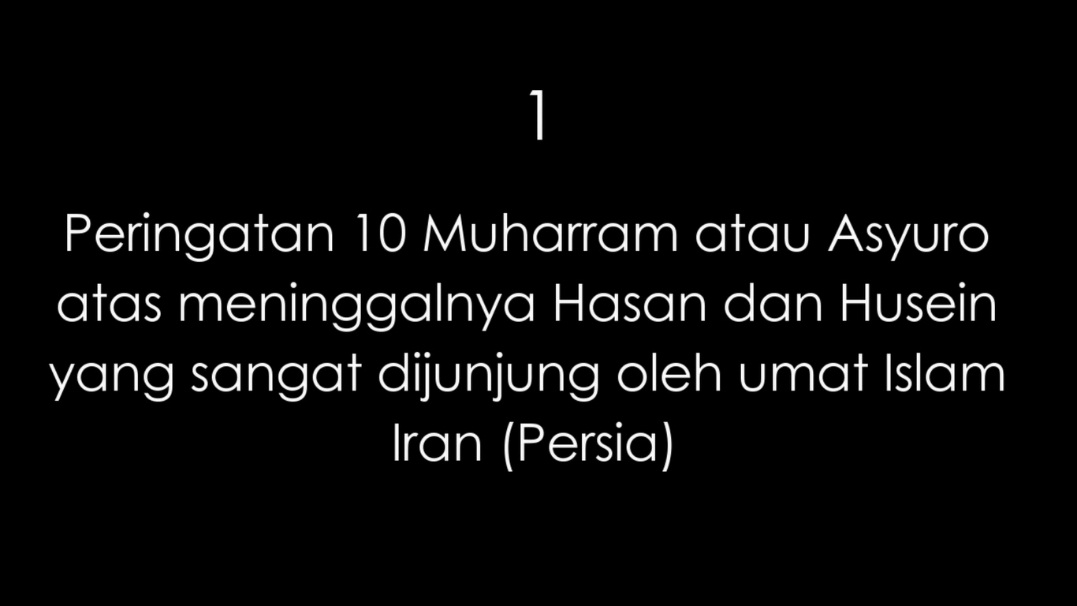 1
Peringatan 10 Muharram atau Asyuro
atas meninggalnya Hasan dan Husein
yang sangat dijunjung oleh umat Islam
Iran (Persia)